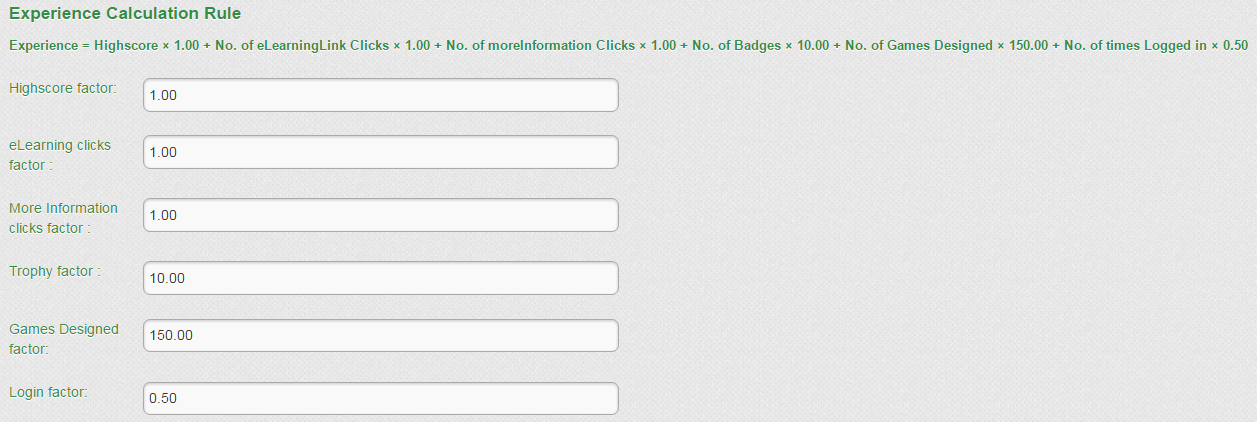 Experience Calculation Rule
Experience = Highscore × 1.00 + No. of eLearningLink Clicks × 1.00 + No. of moreInformation Clicks × 1.00 + No. of Badges × 10.00 + No. of Games Designed × 150.00 + No. of times Logged in × 0.50
Highscore factor:
1.00
eLearning clicks
factor :
1.00
More Information
clicks factor :
1.00
Trophy factor :
10.00
Games Designed
factor:
150.00
Login factor:
0.50